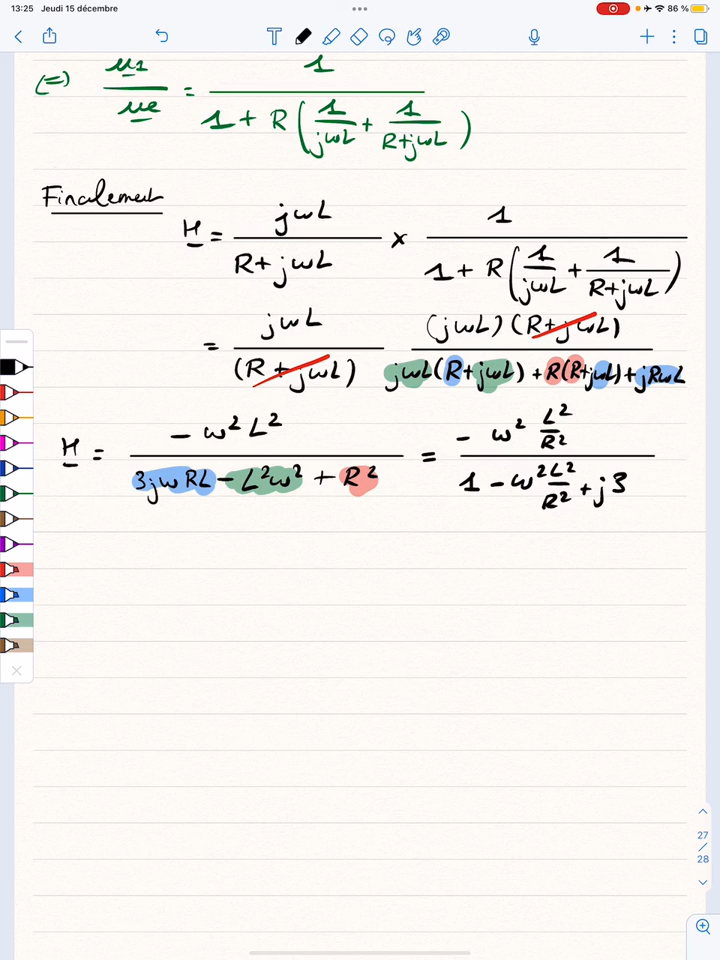 13:25 Jeudi 15 décembre 86 %
(=) u1/ue = 1 / (1 + R (1/jωL + 1/(R+jωL)))
Finalement H = jωL / (R+jωL) × 1 / (1 + R (1/jωL + 1/(R+jωL)))
= jωL / (R+jωL) (jωL)(R+jωL) / (jωL(R+jωL) + R(R+jωL) + jRωL)
H = -ω²L² / (3jωRL - L²ω² + R²) = -ω² L²/R² / (1 - ω² L²/R² + j3
27
/
28